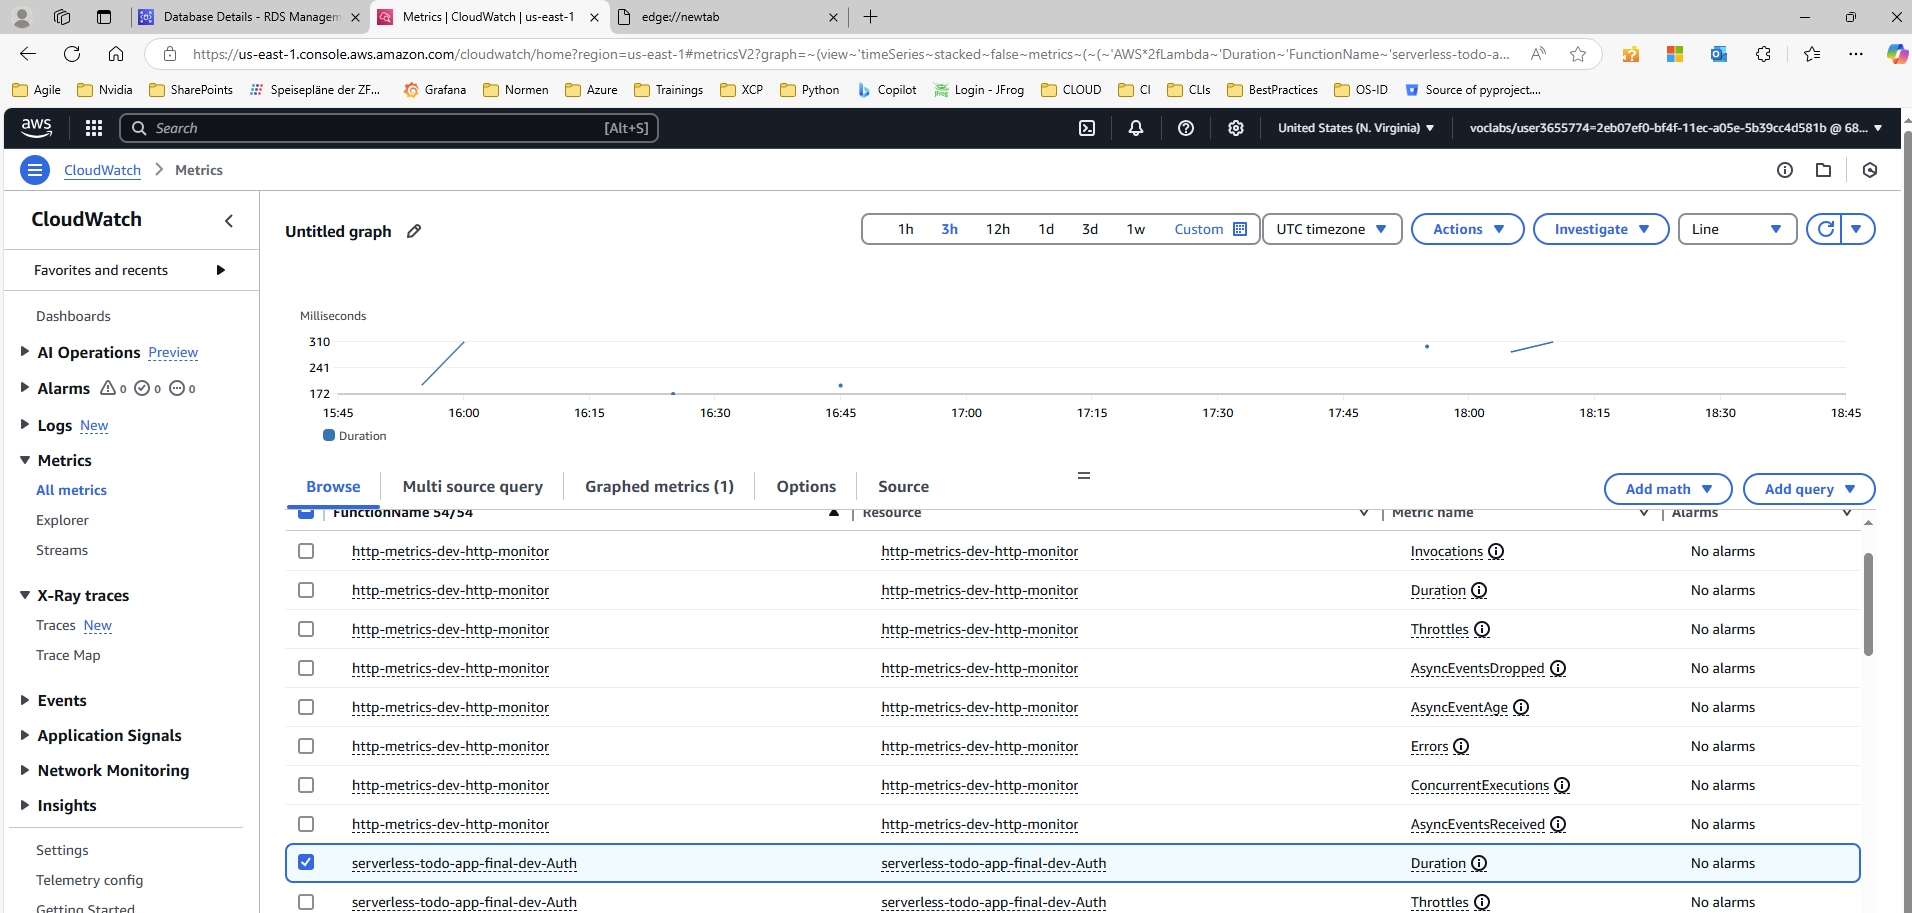 Database Details - RDS Managem
Metrics | CloudWatch | us-east-1
edge://newtab
https://us-east-1.console.aws.amazon.com/cloudwatch/home?region=us-east-1#metricsV2?graph=~(view~'timeSeries~stacked~false~metrics~(~(~'AWS*2fLambda~'Duration~'FunctionName~'serverless-todo-a...
Agile
Nvidia
SharePoints
Speisepläne der ZF...
Grafana
Normen
Azure
Trainings
XCP
Python
Copilot
Login - JFrog
CLOUD
CI
CLIs
BestPractices
OS-ID
Source of pyproject....
aws
Search
[Alt+S]
United States (N. Virginia)
voclabs/user3655774=2eb07ef0-bf4f-11ec-a05e-5b39cc4d581b @ 68...
CloudWatch
Metrics
CloudWatch
Favorites and recents
Dashboards
AI Operations Preview
Alarms 0 0 0
Logs New
Metrics
All metrics
Explorer
Streams
X-Ray traces
Traces New
Trace Map
Events
Application Signals
Network Monitoring
Insights
Settings
Telemetry config
Getting Started
Untitled graph
1h 3h 12h 1d 3d 1w Custom
UTC timezone
Actions
Investigate
Line
Milliseconds
310
241
172
15:45 16:00 16:15 16:30 16:45 17:00 17:15 17:30 17:45 18:00 18:15 18:30 18:45
Duration
Browse
Multi source query
Graphed metrics (1)
Options
Source
Add math
Add query
FunctionName 54/54 Resource Metric name Alarms
http-metrics-dev-http-monitor http-metrics-dev-http-monitor Invocations No alarms
http-metrics-dev-http-monitor http-metrics-dev-http-monitor Duration No alarms
http-metrics-dev-http-monitor http-metrics-dev-http-monitor Throttles No alarms
http-metrics-dev-http-monitor http-metrics-dev-http-monitor AsyncEventsDropped No alarms
http-metrics-dev-http-monitor http-metrics-dev-http-monitor AsyncEventAge No alarms
http-metrics-dev-http-monitor http-metrics-dev-http-monitor Errors No alarms
http-metrics-dev-http-monitor http-metrics-dev-http-monitor ConcurrentExecutions No alarms
http-metrics-dev-http-monitor http-metrics-dev-http-monitor AsyncEventsReceived No alarms
serverless-todo-app-final-dev-Auth serverless-todo-app-final-dev-Auth Duration No alarms
serverless-todo-app-final-dev-Auth serverless-todo-app-final-dev-Auth Throttles No alarms